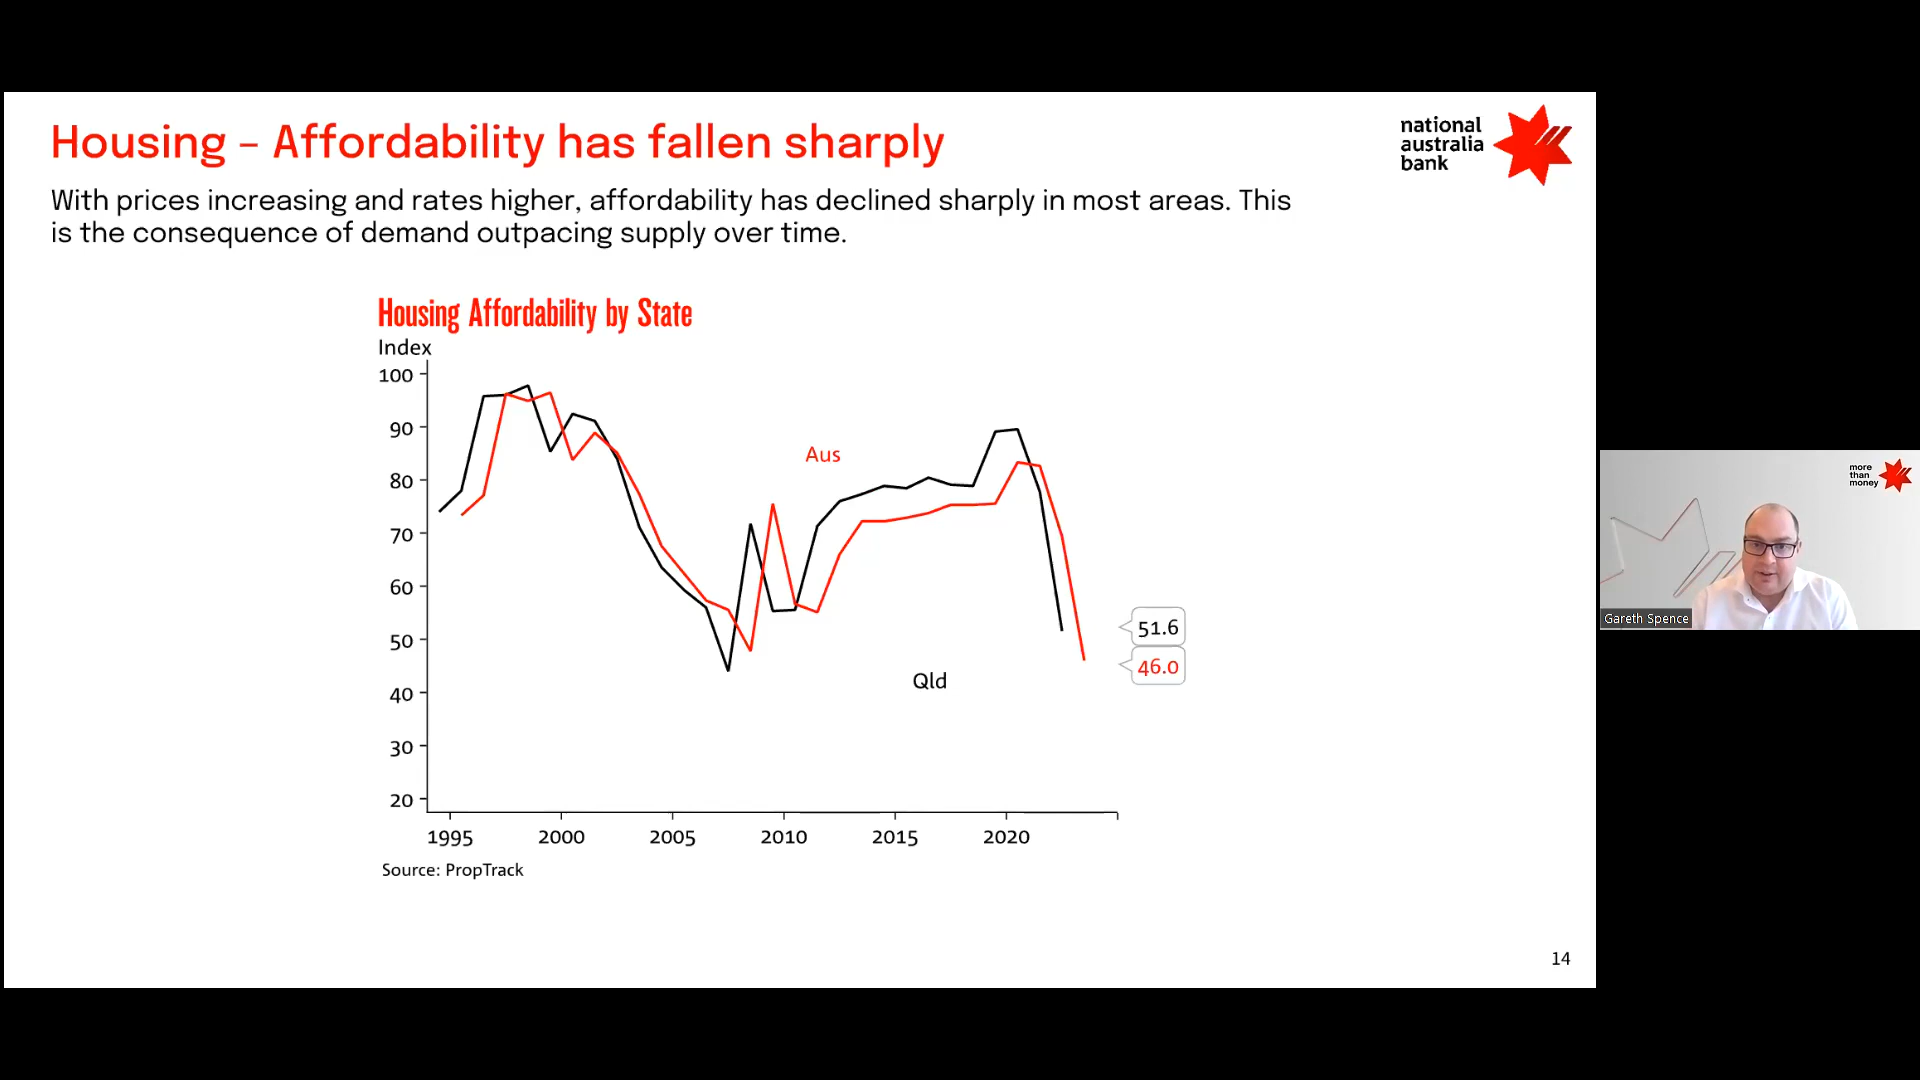 Housing – Affordability has fallen sharply
national
australia
bank
With prices increasing and rates higher, affordability has declined sharply in most areas. This
is the consequence of demand outpacing supply over time.
Housing Affordability by State
Index
100
90
80
70
60
50
40
30
20
Aus
Qld
51.6
46.0
1995 2000 2005 2010 2015 2020
Source: PropTrack
14
more
than
money
Gareth Spence